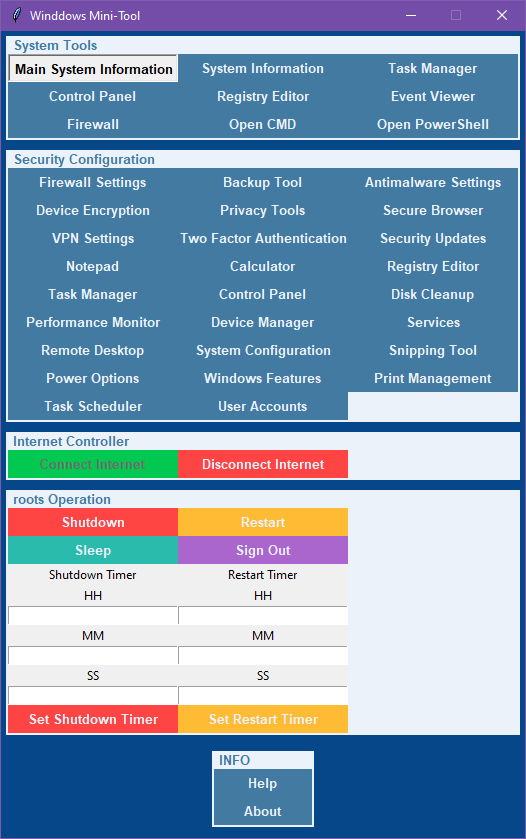 Winddows Mini-Tool
System Tools
Main System Information System Information Task Manager
Control Panel Registry Editor Event Viewer
Firewall Open CMD Open PowerShell
Security Configuration
Firewall Settings Backup Tool Antimalware Settings
Device Encryption Privacy Tools Secure Browser
VPN Settings Two Factor Authentication Security Updates
Notepad Calculator Registry Editor
Task Manager Control Panel Disk Cleanup
Performance Monitor Device Manager Services
Remote Desktop System Configuration Snipping Tool
Power Options Windows Features Print Management
Task Scheduler User Accounts
Internet Controller
Connect Internet Disconnect Internet
roots Operation
Shutdown Restart
Sleep Sign Out
Shutdown Timer Restart Timer
HH HH
MM MM
SS SS
Set Shutdown Timer Set Restart Timer
INFO
Help
About